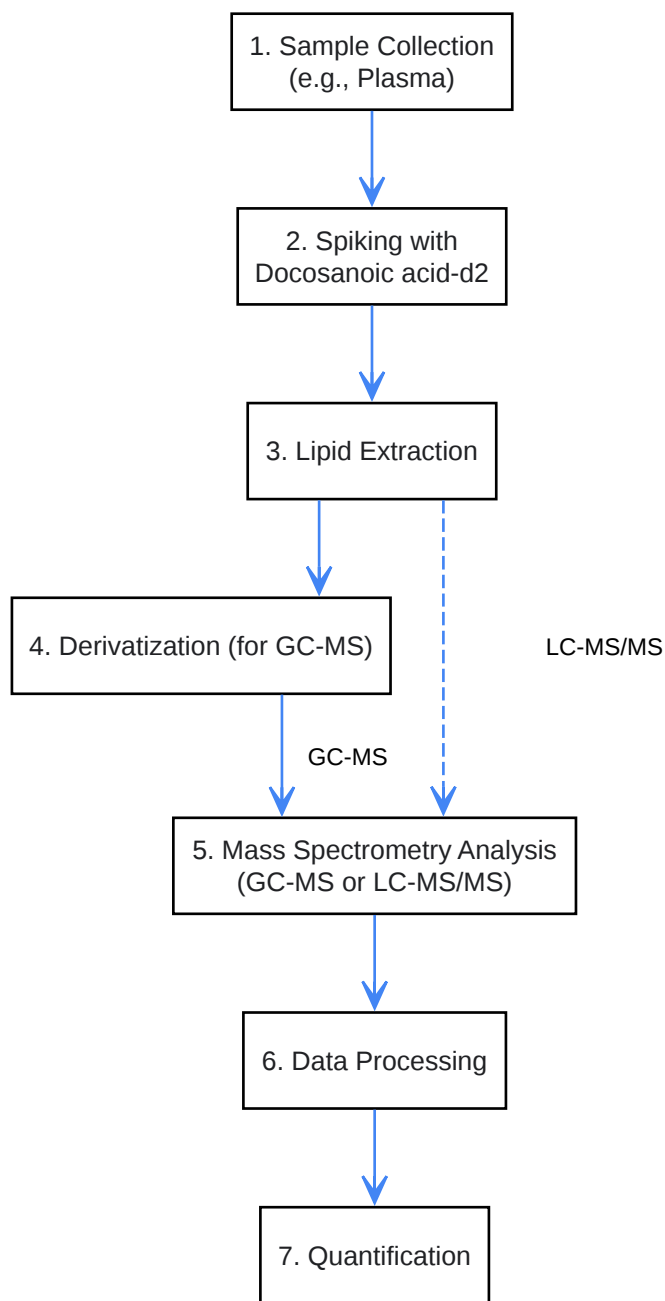 1. Sample Collection
(e.g., Plasma)
2. Spiking with
Docosanoic acid-d2
3. Lipid Extraction
4. Derivatization (for GC-MS)
LC-MS/MS
GC-MS
5. Mass Spectrometry Analysis
(GC-MS or LC-MS/MS)
6. Data Processing
7. Quantification